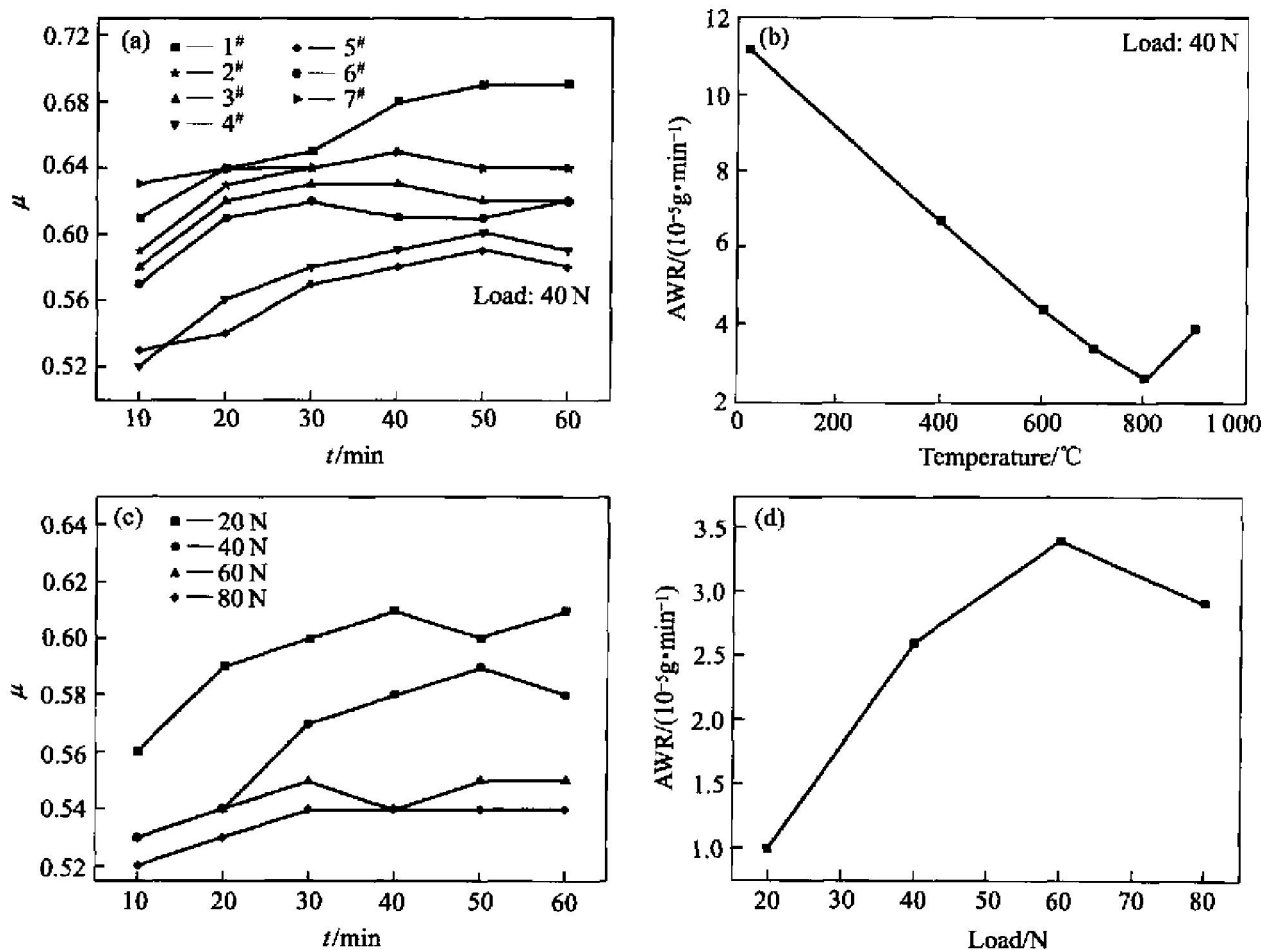 (a)
1#
2#
3#
4#
5#
6#
7#
Load: 40 N
0.72
0.68
0.64
0.60
0.56
0.52
μ
10 20 30 40 50 60
t/min
(b)
Load: 40 N
12
10
8
6
4
2
AWR/(10⁻⁵g•min⁻¹)
0 200 400 600 800 1 000
Temperature/℃
(c)
20 N
40 N
60 N
80 N
0.64
0.62
0.60
0.58
0.56
0.54
0.52
μ
10 20 30 40 50 60
t/min
(d)
3.5
3.0
2.5
2.0
1.5
1.0
AWR/(10⁻⁵g•min⁻¹)
20 30 40 50 60 70 80
Load/N